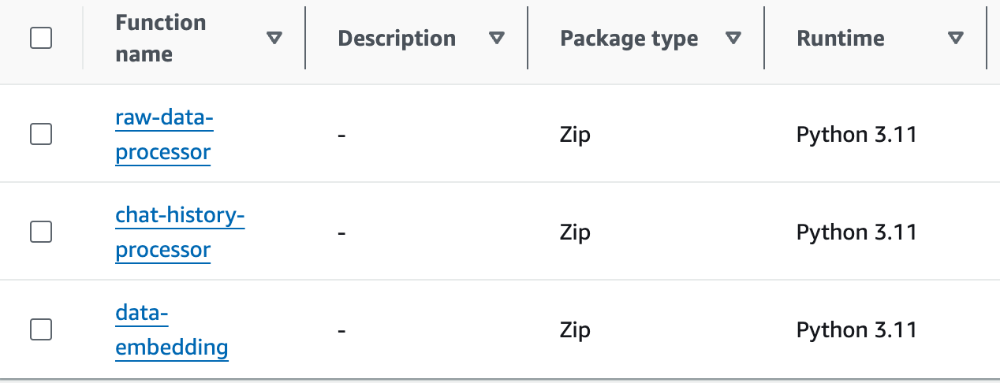 Function name
Description
Package type
Runtime
raw-data-
processor
-
Zip
Python 3.11
chat-history-
processor
-
Zip
Python 3.11
data-
embedding
-
Zip
Python 3.11